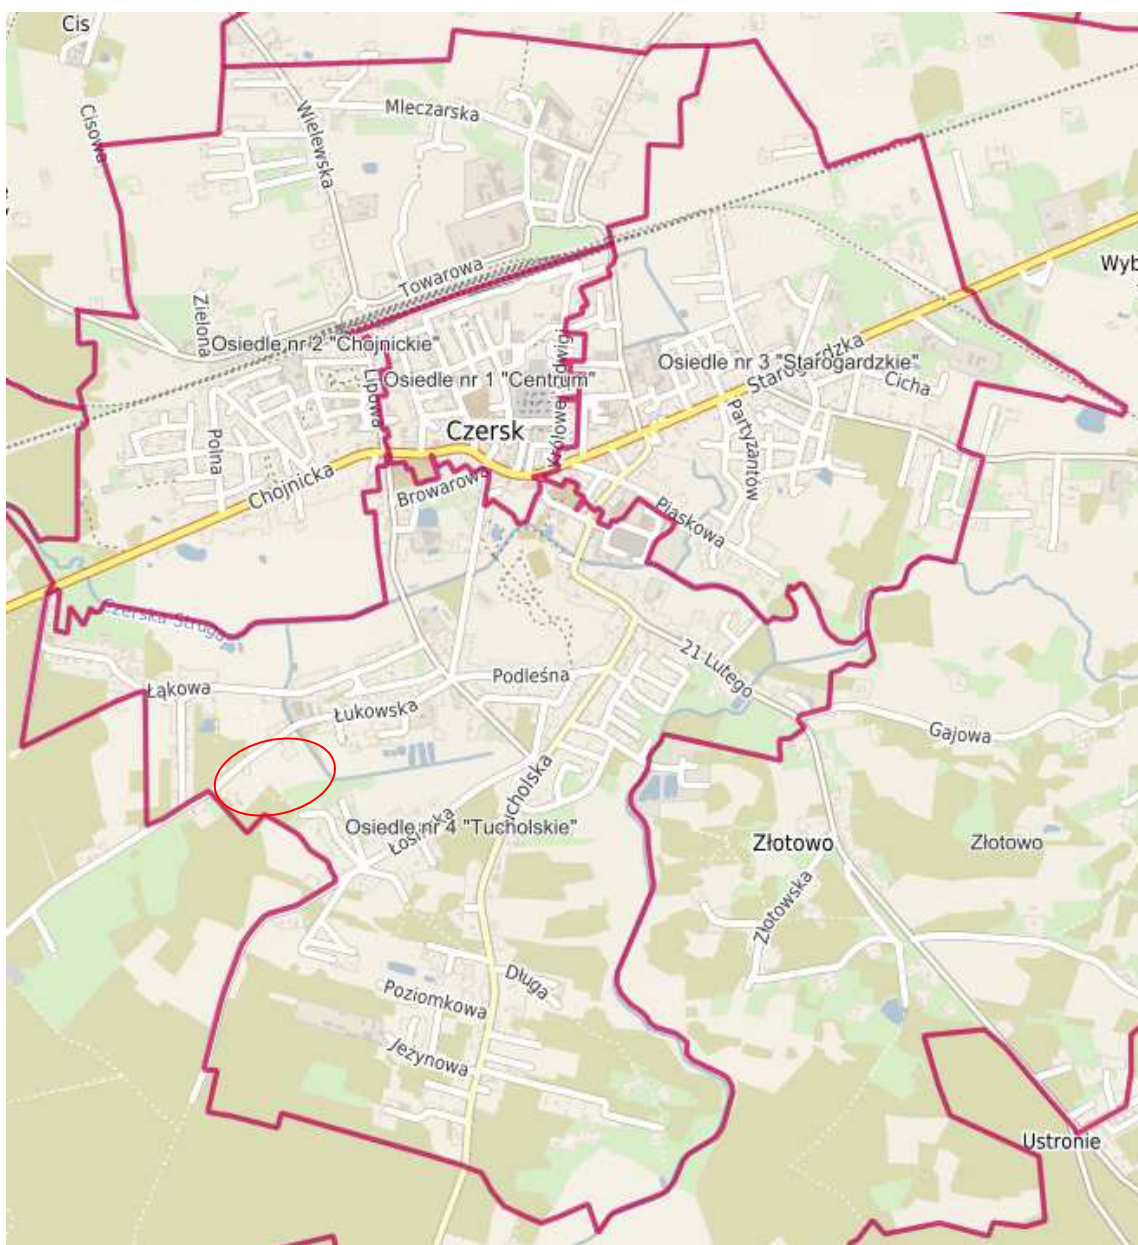 Cis
Cisowa
Wielewska
Mleczarska
Towarowa
Wyb
Zielona
Osiedle nr 2 "Chojnickie"
Osiedle nr 3 "Starogardzkie"
Starogardzka
Lipowa
Osiedle nr 1 "Centrum"
Cicha
Królowej Jadwigi
Czersk
Partyzantów
Polna
Chojnicka
Browarowa
Piaskowa
Czerska Struga
21 Lutego
Podleśna
Łąkowa
Łukowska
Gajowa
Tucholska
Osiedle nr 4 "Tucholskie"
Łosińska
Złotowo
Złotowo
Złotowska
Długa
Poziomkowa
Jeżynowa
Ustronie